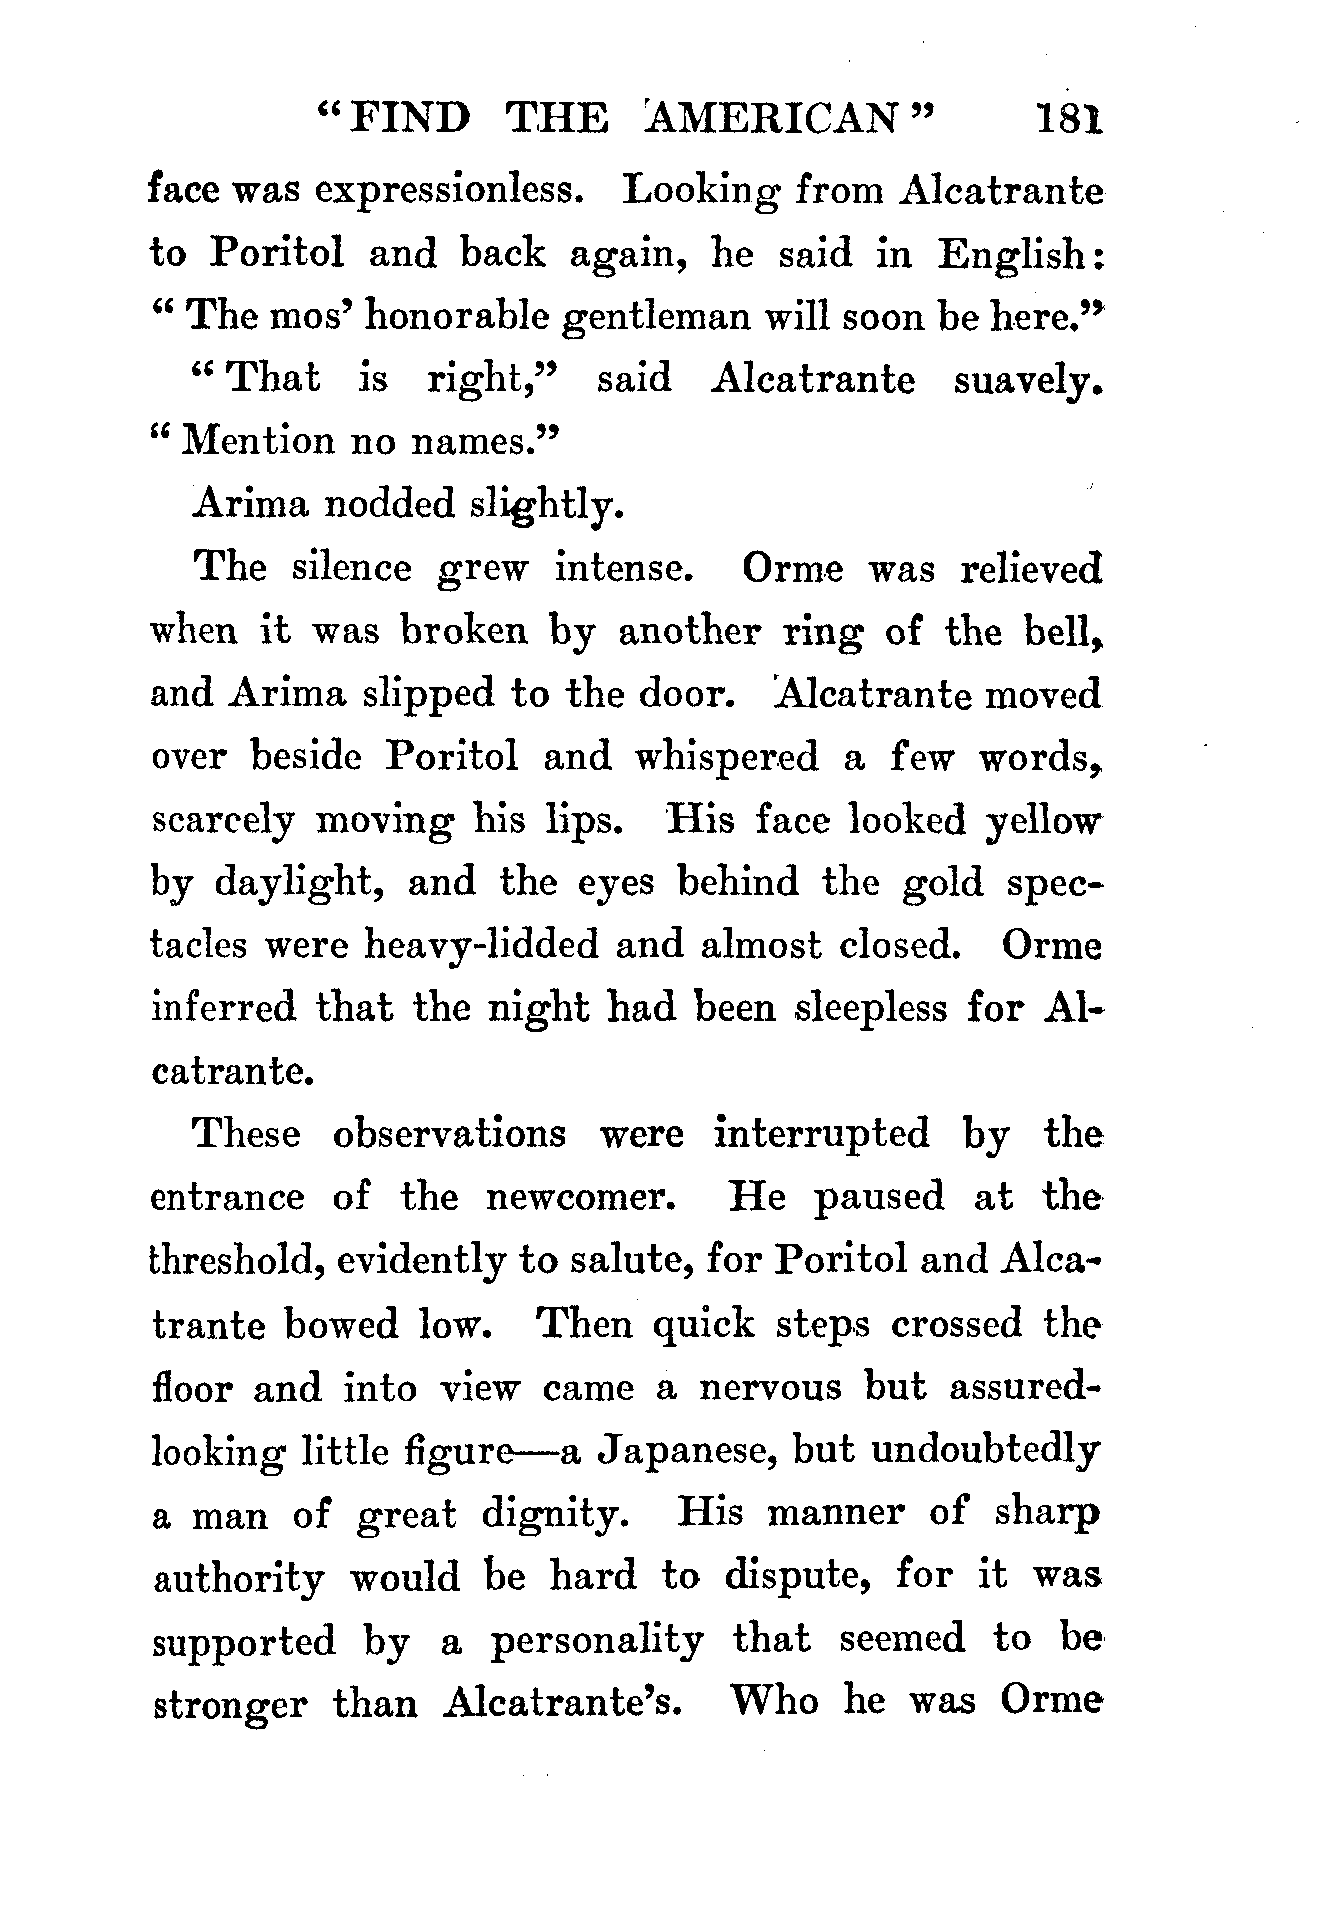 "FIND THE AMERICAN" 181
face was expressionless. Looking from Alcatrante
to Poritol and back again, he said in English:
"The mos' honorable gentleman will soon be here."
"That is right," said Alcatrante suavely.
"Mention no names."
Arima nodded slightly.
The silence grew intense. Orme was relieved
when it was broken by another ring of the bell,
and Arima slipped to the door. Alcatrante moved
over beside Poritol and whispered a few words,
scarcely moving his lips. His face looked yellow
by daylight, and the eyes behind the gold spec-
tacles were heavy-lidded and almost closed. Orme
inferred that the night had been sleepless for Al-
catrante.
These observations were interrupted by the
entrance of the newcomer. He paused at the
threshold, evidently to salute, for Poritol and Alca-
trante bowed low. Then quick steps crossed the
floor and into view came a nervous but assured-
looking little figure—a Japanese, but undoubtedly
a man of great dignity. His manner of sharp
authority would be hard to dispute, for it was
supported by a personality that seemed to be
stronger than Alcatrante's. Who he was Orme